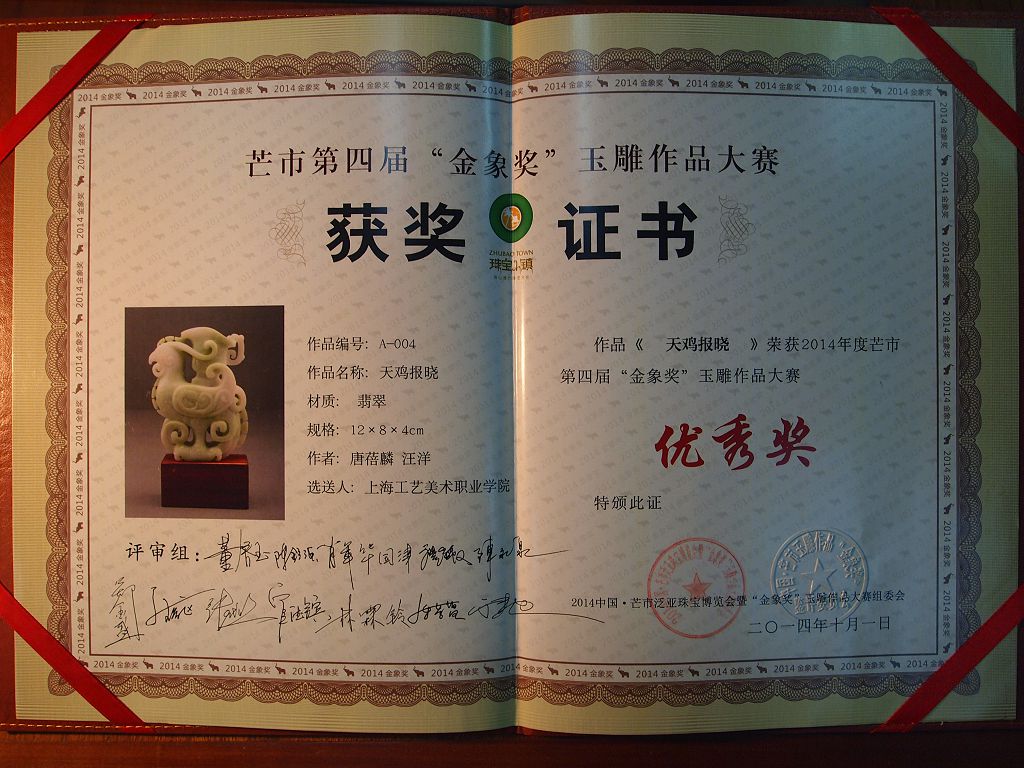 2014 金象奖
芒市第四届“金象奖”玉雕作品大赛
获奖证书
ZHUBAO TOWN
珠宝小镇
作品编号: A-004
作品名称: 天鸡报晓
材质: 翡翠
规格: 12×8×4cm
作者: 唐蓓麟 汪洋
选送人: 上海工艺美术职业学院
评审组:
作品《 天鸡报晓 》荣获2014年度芒市
第四届“金象奖”玉雕作品大赛
优秀奖
特颁此证
2014中国·芒市泛亚珠宝博览会暨“金象奖”玉雕作品大赛组委会
二〇一四年十月一日